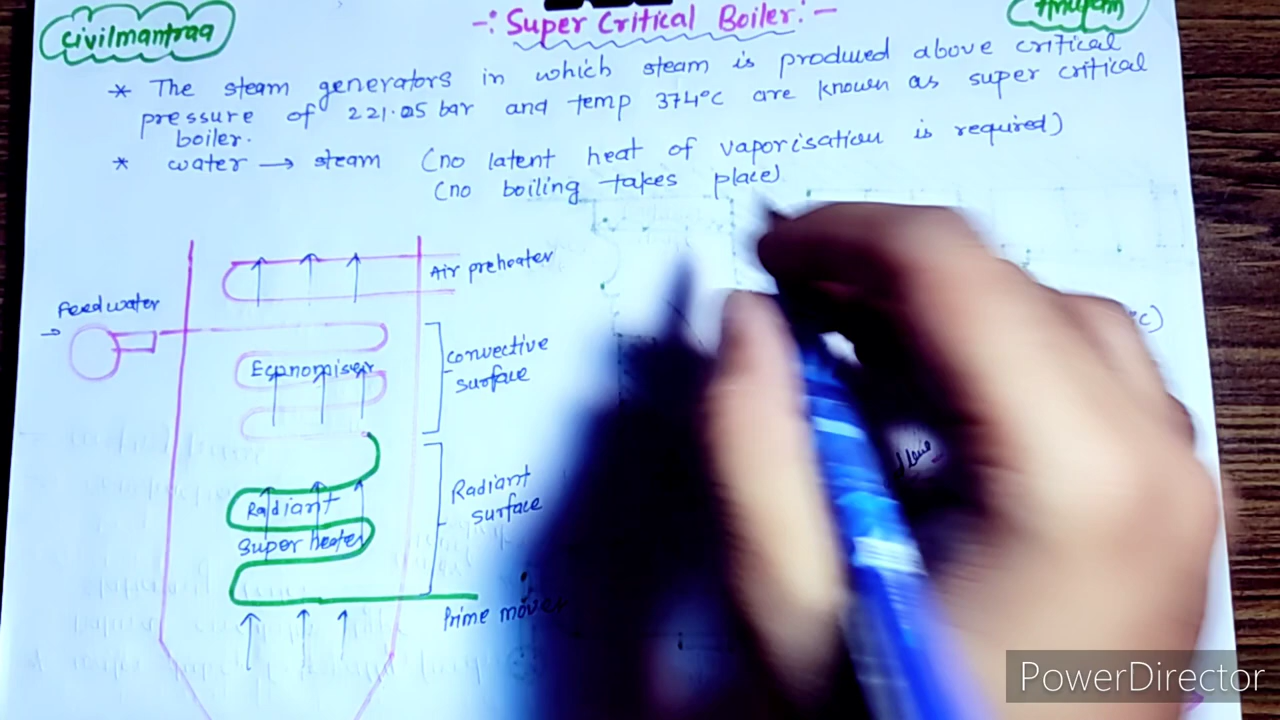 civilmantraa
-: Super Critical Boiler:-
Anupam
* The steam generators in which steam is produced above critical
pressure of 221.05 bar and temp 374°C are known as super critical
boiler.
* water → steam (no latent heat of vaporisation is required)
(no boiling takes place)
Air preheater
Feed water
°C)
Economiser
Convective
surface
Radiant
Super heater
Radiant
surface
Prime mover
PowerDirector